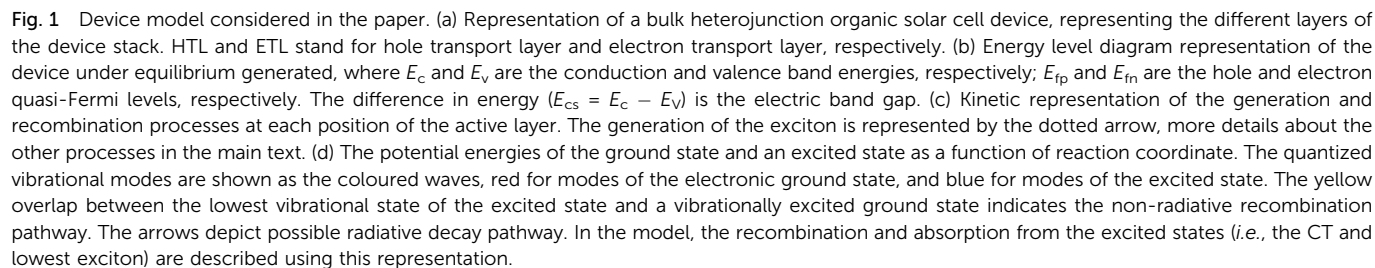 Fig. 1 Device model considered in the paper. (a) Representation of a bulk heterojunction organic solar cell device, representing the different layers of
the device stack. HTL and ETL stand for hole transport layer and electron transport layer, respectively. (b) Energy level diagram representation of the
device under equilibrium generated, where Ec and Ev are the conduction and valence band energies, respectively; Efp and Efn are the hole and electron
quasi-Fermi levels, respectively. The difference in energy (Ecs = Ec − EV) is the electric band gap. (c) Kinetic representation of the generation and
recombination processes at each position of the active layer. The generation of the exciton is represented by the dotted arrow, more details about the
other processes in the main text. (d) The potential energies of the ground state and an excited state as a function of reaction coordinate. The quantized
vibrational modes are shown as the coloured waves, red for modes of the electronic ground state, and blue for modes of the excited state. The yellow
overlap between the lowest vibrational state of the excited state and a vibrationally excited ground state indicates the non-radiative recombination
pathway. The arrows depict possible radiative decay pathway. In the model, the recombination and absorption from the excited states (i.e., the CT and
lowest exciton) are described using this representation.